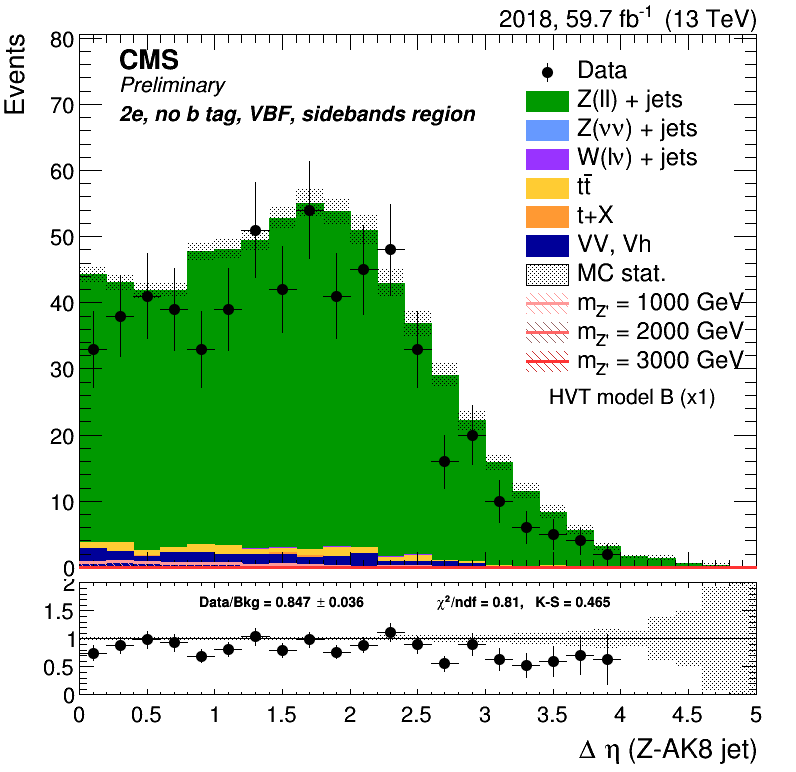 2018, 59.7 fb⁻¹ (13 TeV)
Events
80
70
60
50
40
30
20
10
0
CMS
Preliminary
2e, no b tag, VBF, sidebands region
Data
Z(ll) + jets
Z(νν) + jets
W(lν) + jets
tt̄
t+X
VV, Vh
MC stat.
m_Z' = 1000 GeV
m_Z' = 2000 GeV
m_Z' = 3000 GeV
HVT model B (x1)
2
1.5
1
0.5
0
Data/Bkg = 0.847 ± 0.036
χ²/ndf = 0.81, K-S = 0.465
0 0.5 1 1.5 2 2.5 3 3.5 4 4.5 5
Δ η (Z-AK8 jet)